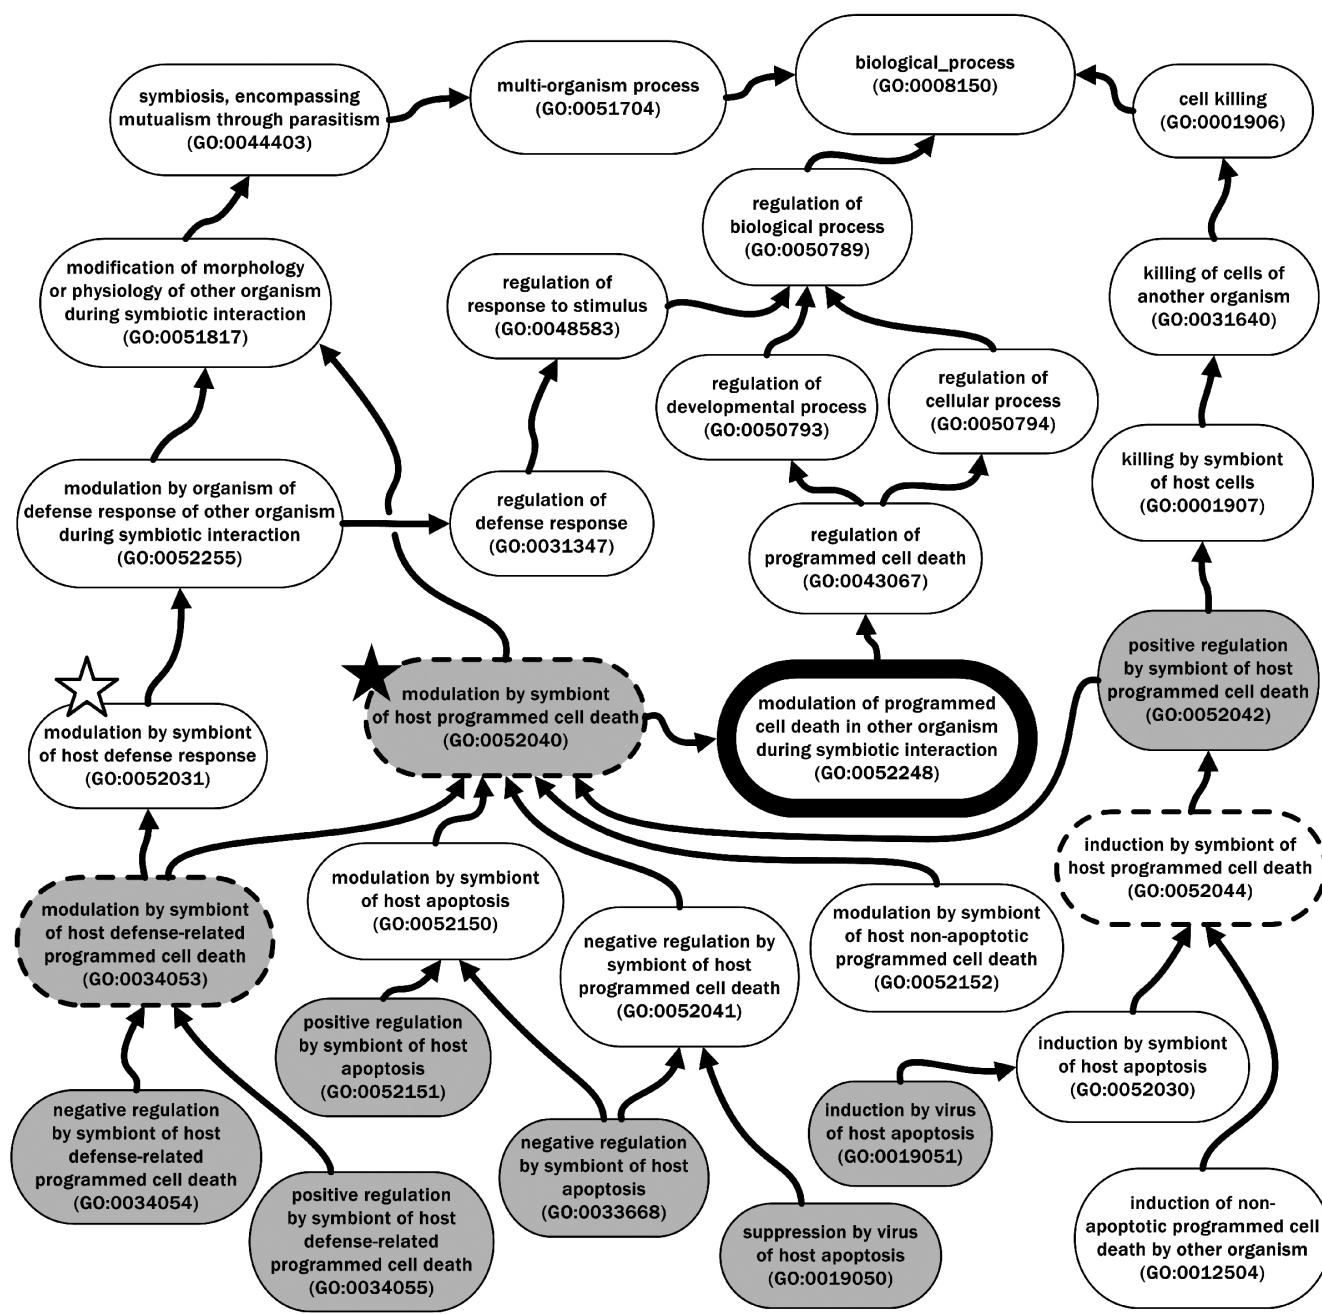 biological_process
(GO:0008150)
multi-organism process
(GO:0051704)
symbiosis, encompassing
mutualism through parasitism
(GO:0044403)
cell killing
(GO:0001906)
regulation of
biological process
(GO:0050789)
modification of morphology
or physiology of other organism
during symbiotic interaction
(GO:0051817)
regulation of
response to stimulus
(GO:0048583)
killing of cells of
another organism
(GO:0031640)
regulation of
developmental process
(GO:0050793)
regulation of
cellular process
(GO:0050794)
killing by symbiont
of host cells
(GO:0001907)
modulation by organism of
defense response of other organism
during symbiotic interaction
(GO:0052255)
regulation of
defense response
(GO:0031347)
regulation of
programmed cell death
(GO:0043067)
positive regulation
by symbiont of host
programmed cell death
(GO:0052042)
modulation by symbiont
of host defense response
(GO:0052031)
modulation by symbiont
of host programmed cell death
(GO:0052040)
modulation of programmed
cell death in other organism
during symbiotic interaction
(GO:0052248)
induction by symbiont of
host programmed cell death
(GO:0052044)
modulation by symbiont
of host defense-related
programmed cell death
(GO:0034053)
modulation by symbiont
of host apoptosis
(GO:0052150)
negative regulation by
symbiont of host
programmed cell death
(GO:0052041)
modulation by symbiont
of host non-apoptotic
programmed cell death
(GO:0052152)
positive regulation
by symbiont of host
apoptosis
(GO:0052151)
induction by symbiont
of host apoptosis
(GO:0052030)
negative regulation
by symbiont of host
defense-related
programmed cell death
(GO:0034054)
induction by virus
of host apoptosis
(GO:0019051)
negative regulation
by symbiont of host
apoptosis
(GO:0033668)
positive regulation
by symbiont of host
defense-related
programmed cell death
(GO:0034055)
suppression by virus
of host apoptosis
(GO:0019050)
induction of non-
apoptotic programmed cell
death by other organism
(GO:0012504)